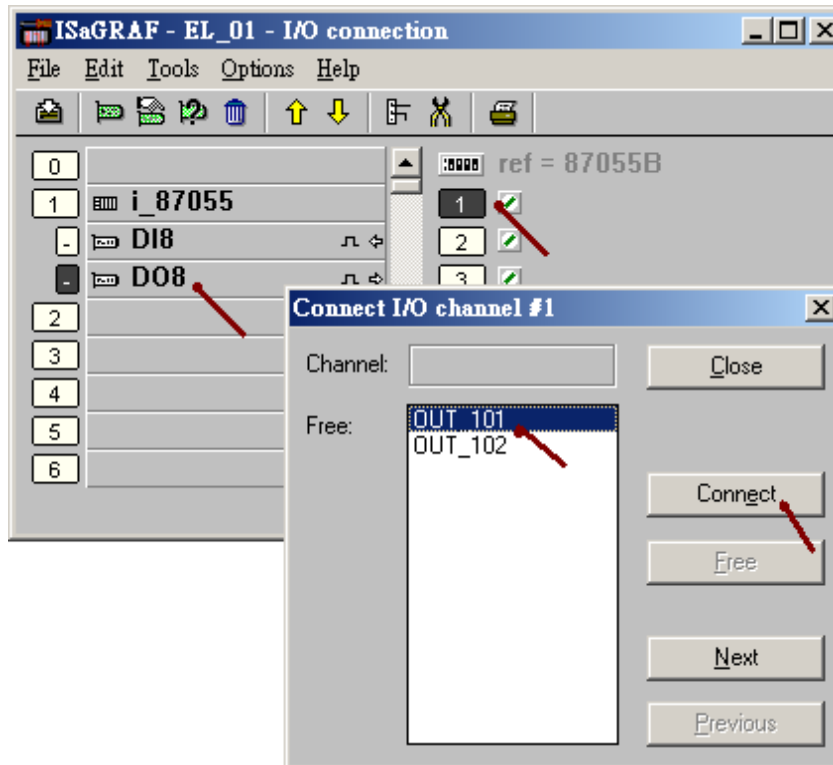 ISaGRAF - EL_01 - I/O connection
File Edit Tools Options Help
0
ref = 87055B
1 i_87055
1
- DI8
2
- DO8
3
2
3
4
5
6
Connect I/O channel #1
Channel:
Close
Free:
OUT_101
OUT_102
Connect
Free
Next
Previous